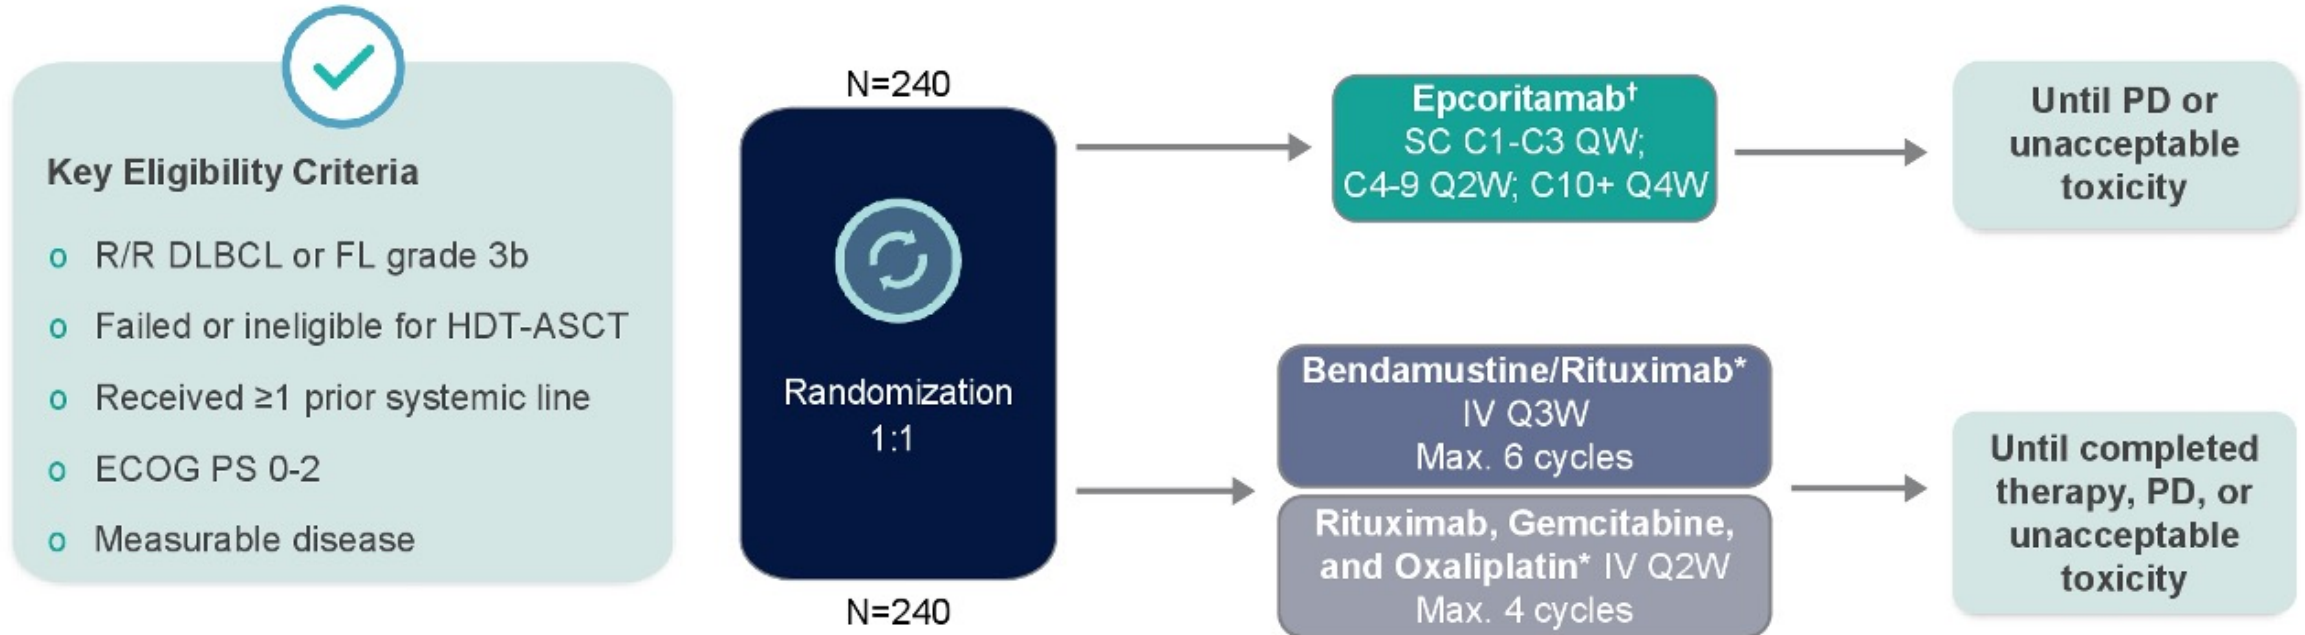 Key Eligibility Criteria
o R/R DLBCL or FL grade 3b
o Failed or ineligible for HDT-ASCT
o Received ≥1 prior systemic line
o ECOG PS 0-2
o Measurable disease
N=240
Randomization
1:1
N=240
Epcoritamab†
SC C1-C3 QW;
C4-9 Q2W; C10+ Q4W
Until PD or
unacceptable
toxicity
Bendamustine/Rituximab*
IV Q3W
Max. 6 cycles
Rituximab, Gemcitabine,
and Oxaliplatin* IV Q2W
Max. 4 cycles
Until completed
therapy, PD, or
unacceptable
toxicity